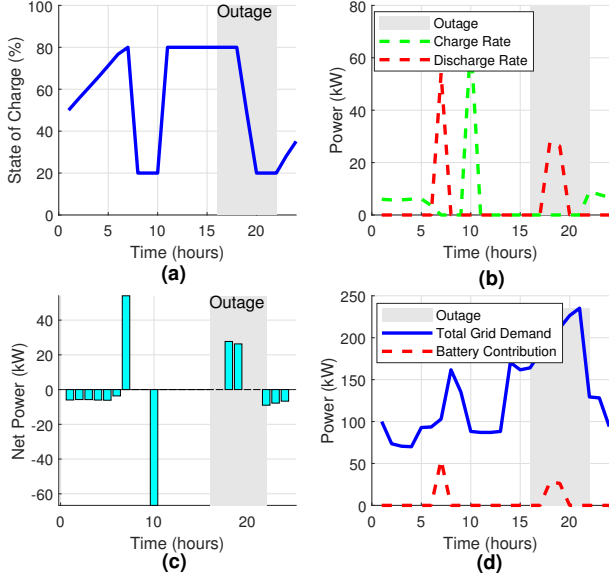 Outage
100
80
60
40
20
0
State of Charge (%)
0
10
20
Time (hours)
(a)
Outage
Charge Rate
Discharge Rate
80
60
40
20
0
Power (kW)
0
5
10
15
20
Time (hours)
(b)
Outage
40
20
0
-20
-40
-60
Net Power (kW)
0
10
20
Time (hours)
(c)
Outage
Total Grid Demand
Battery Contribution
250
200
150
100
50
0
Power (kW)
0
5
10
15
20
Time (hours)
(d)